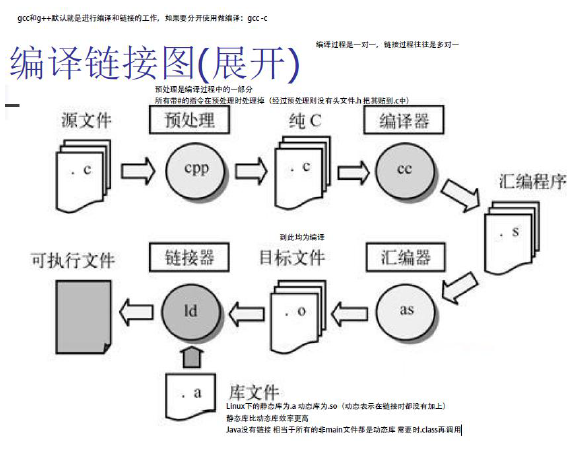 gcc和g++默认就是进行编译和链接的工作，如果要分开使用做编译：gcc -c
编译过程是一对一，链接过程往往是多对一
编译链接图(展开)
预处理是编译过程中的一部分
所有带#的指令在预处理时处理掉（经过预处理则没有头文件.h 把其贴到.c中）
源文件
预处理
纯 C
编译器
. c
cpp
. c
cc
汇编程序
. s
到此均为编译
可执行文件
链接器
目标文件
汇编器
ld
. o
as
. a
库文件
Linux下的静态库为.a 动态库为.so（动态表示在链接时都没有加上）
静态库比动态库效率更高
Java没有链接 相当于所有的非main文件都是动态库 需要时.class再调用